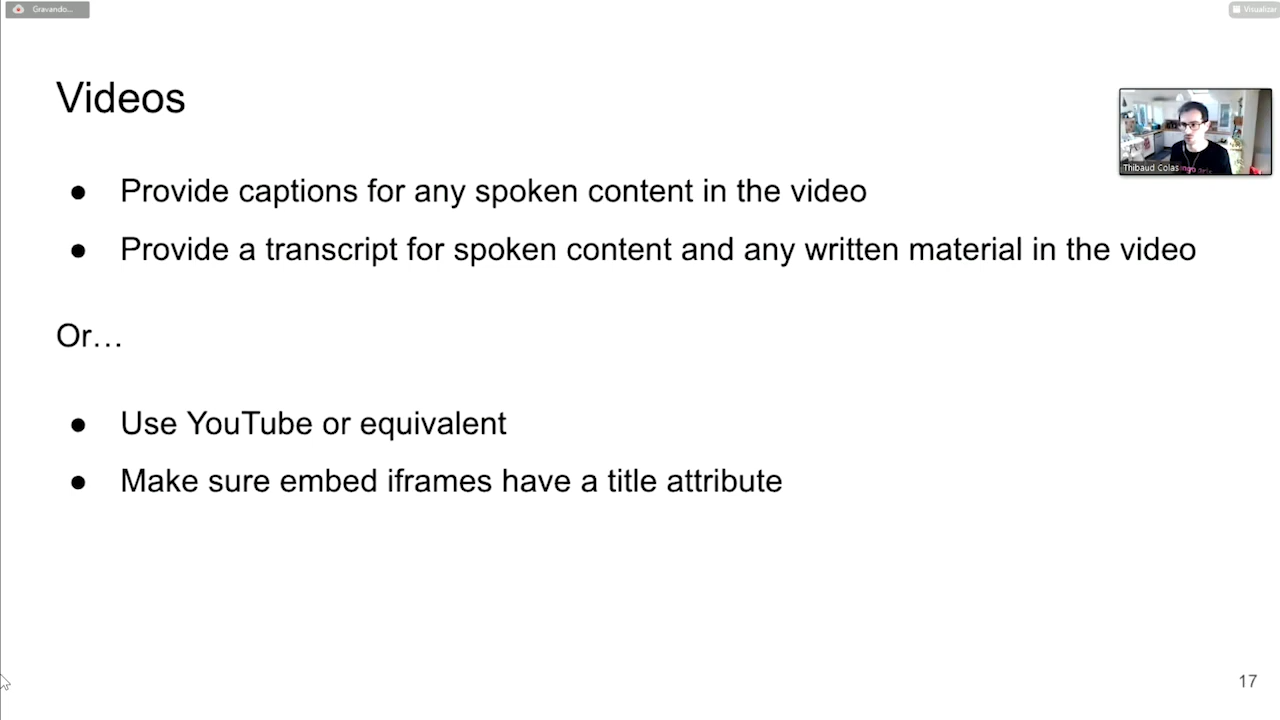 Gravando...
Visualizar
Videos
Thibaud Colas
● Provide captions for any spoken content in the video
● Provide a transcript for spoken content and any written material in the video
Or…
● Use YouTube or equivalent
● Make sure embed iframes have a title attribute
17